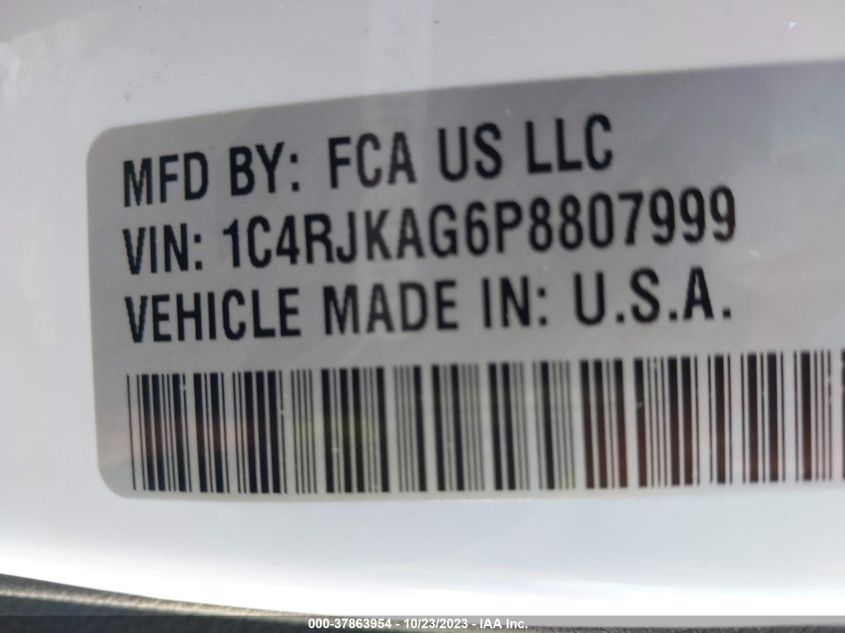 MFD BY: FCA US LLC
VIN: 1C4RJKAG6P8807999
VEHICLE MADE IN: U.S.A.
000-37863954 - 10/23/2023 - IAA Inc.